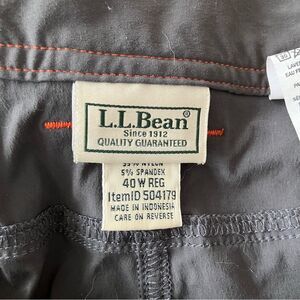 L.L.Bean®
Since 1912
QUALITY GUARANTEED
5% SPANDEX
40 W REG
ItemID 504179
MADE IN INDONESIA
CARE ON REVERSE